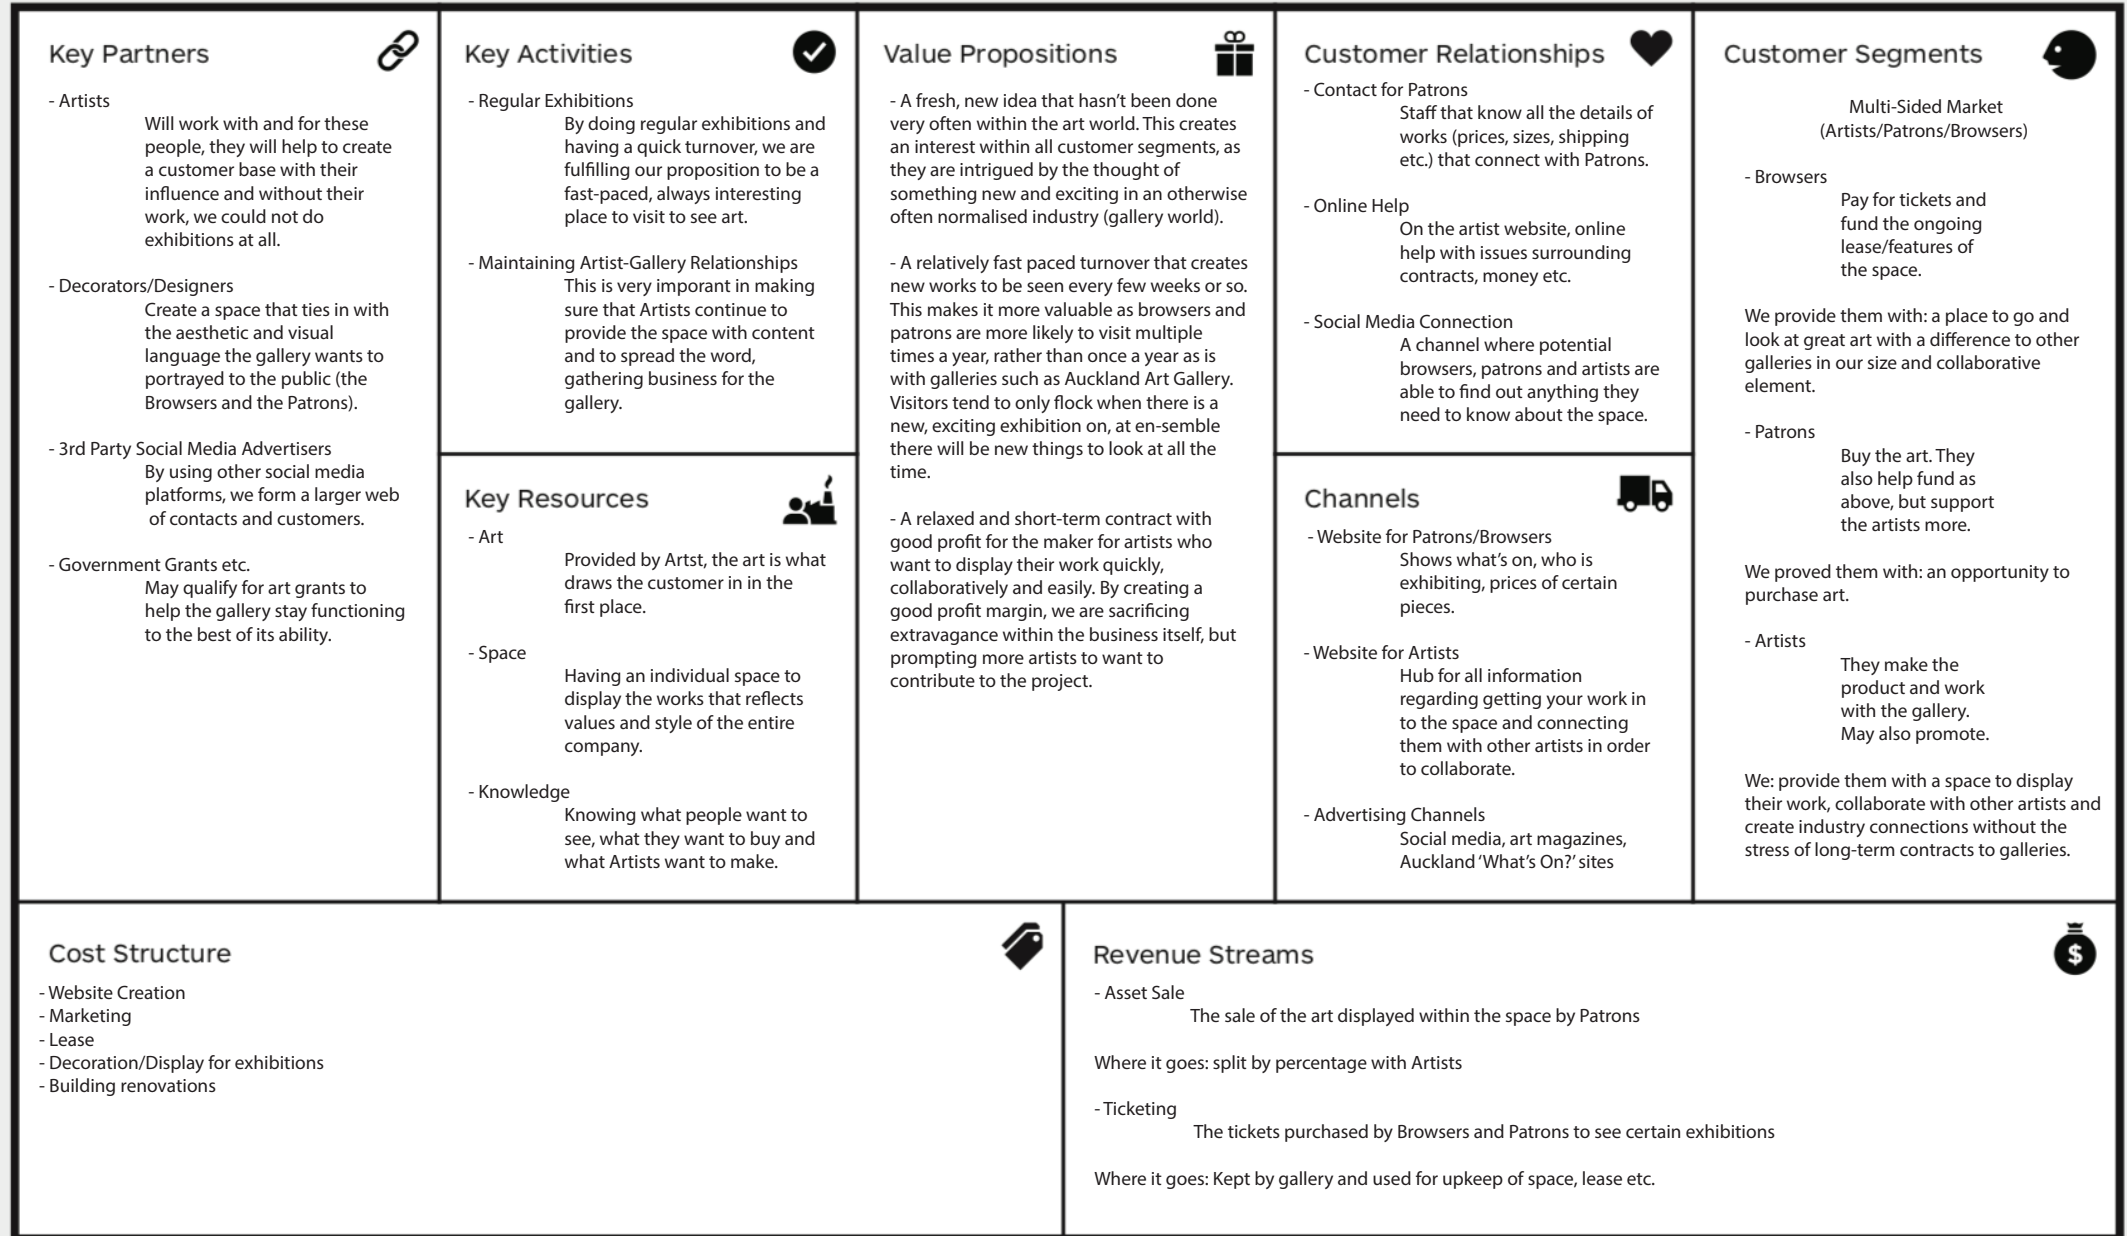 Key Partners
- Artists
Will work with and for these
people, they will help to create
a customer base with their
influence and without their
work, we could not do
exhibitions at all.
- Decorators/Designers
Create a space that ties in with
the aesthetic and visual
language the gallery wants to
portrayed to the public (the
Browsers and the Patrons).
- 3rd Party Social Media Advertisers
By using other social media
platforms, we form a larger web
of contacts and customers.
- Government Grants etc.
May qualify for art grants to
help the gallery stay functioning
to the best of its ability.
Key Activities
- Regular Exhibitions
By doing regular exhibitions and
having a quick turnover, we are
fulfilling our proposition to be a
fast-paced, always interesting
place to visit to see art.
- Maintaining Artist-Gallery Relationships
This is very imporant in making
sure that Artists continue to
provide the space with content
and to spread the word,
gathering business for the
gallery.
Key Resources
- Art
Provided by Artst, the art is what
draws the customer in in the
first place.
- Space
Having an individual space to
display the works that reflects
values and style of the entire
company.
- Knowledge
Knowing what people want to
see, what they want to buy and
what Artists want to make.
Value Propositions
- A fresh, new idea that hasn't been done
very often within the art world. This creates
an interest within all customer segments, as
they are intrigued by the thought of
something new and exciting in an otherwise
often normalised industry (gallery world).
- A relatively fast paced turnover that creates
new works to be seen every few weeks or so.
This makes it more valuable as browsers and
patrons are more likely to visit multiple
times a year, rather than once a year as is
with galleries such as Auckland Art Gallery.
Visitors tend to only flock when there is a
new, exciting exhibition on, at en-semble
there will be new things to look at all the
time.
- A relaxed and short-term contract with
good profit for the maker for artists who
want to display their work quickly,
collaboratively and easily. By creating a
good profit margin, we are sacrificing
extravagance within the business itself, but
prompting more artists to want to
contribute to the project.
Customer Relationships
- Contact for Patrons
Staff that know all the details of
works (prices, sizes, shipping
etc.) that connect with Patrons.
- Online Help
On the artist website, online
help with issues surrounding
contracts, money etc.
- Social Media Connection
A channel where potential
browsers, patrons and artists are
able to find out anything they
need to know about the space.
Channels
- Website for Patrons/Browsers
Shows what's on, who is
exhibiting, prices of certain
pieces.
- Website for Artists
Hub for all information
regarding getting your work in
to the space and connecting
them with other artists in order
to collaborate.
- Advertising Channels
Social media, art magazines,
Auckland 'What's On?' sites
Customer Segments
Multi-Sided Market
(Artists/Patrons/Browsers)
- Browsers
Pay for tickets and
fund the ongoing
lease/features of
the space.
We provide them with: a place to go and
look at great art with a difference to other
galleries in our size and collaborative
element.
- Patrons
Buy the art. They
also help fund as
above, but support
the artists more.
We proved them with: an opportunity to
purchase art.
- Artists
They make the
product and work
with the gallery.
May also promote.
We: provide them with a space to display
their work, collaborate with other artists and
create industry connections without the
stress of long-term contracts to galleries.
Cost Structure
- Website Creation
- Marketing
- Lease
- Decoration/Display for exhibitions
- Building renovations
Revenue Streams
$
- Asset Sale
The sale of the art displayed within the space by Patrons
Where it goes: split by percentage with Artists
- Ticketing
The tickets purchased by Browsers and Patrons to see certain exhibitions
Where it goes: Kept by gallery and used for upkeep of space, lease etc.